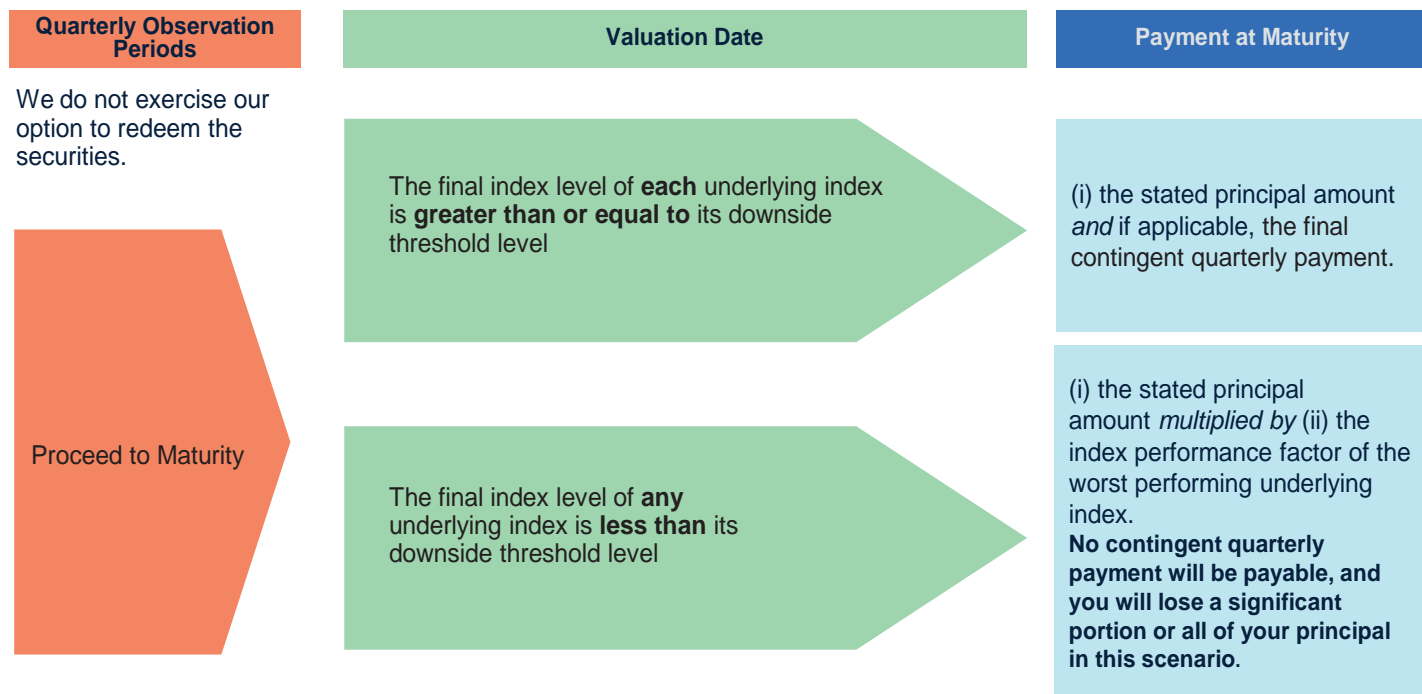 Quarterly Observation
Periods
Valuation Date
Payment at Maturity
We do not exercise our
option to redeem the
securities.
Proceed to Maturity
The final index level of each underlying index
is greater than or equal to its downside
threshold level
(i) the stated principal amount
and if applicable, the final
contingent quarterly payment.
The final index level of any
underlying index is less than its
downside threshold level
(i) the stated principal
amount multiplied by (ii) the
index performance factor of the
worst performing underlying
index.
No contingent quarterly
payment will be payable, and
you will lose a significant
portion or all of your principal
in this scenario.